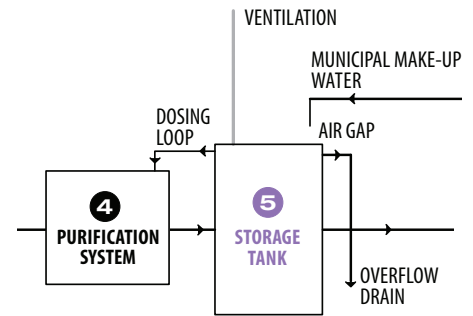 VENTILATION
MUNICIPAL MAKE-UP
WATER
DOSING
LOOP
AIR GAP
4
PURIFICATION
SYSTEM
5
STORAGE
TANK
OVERFLOW
DRAIN